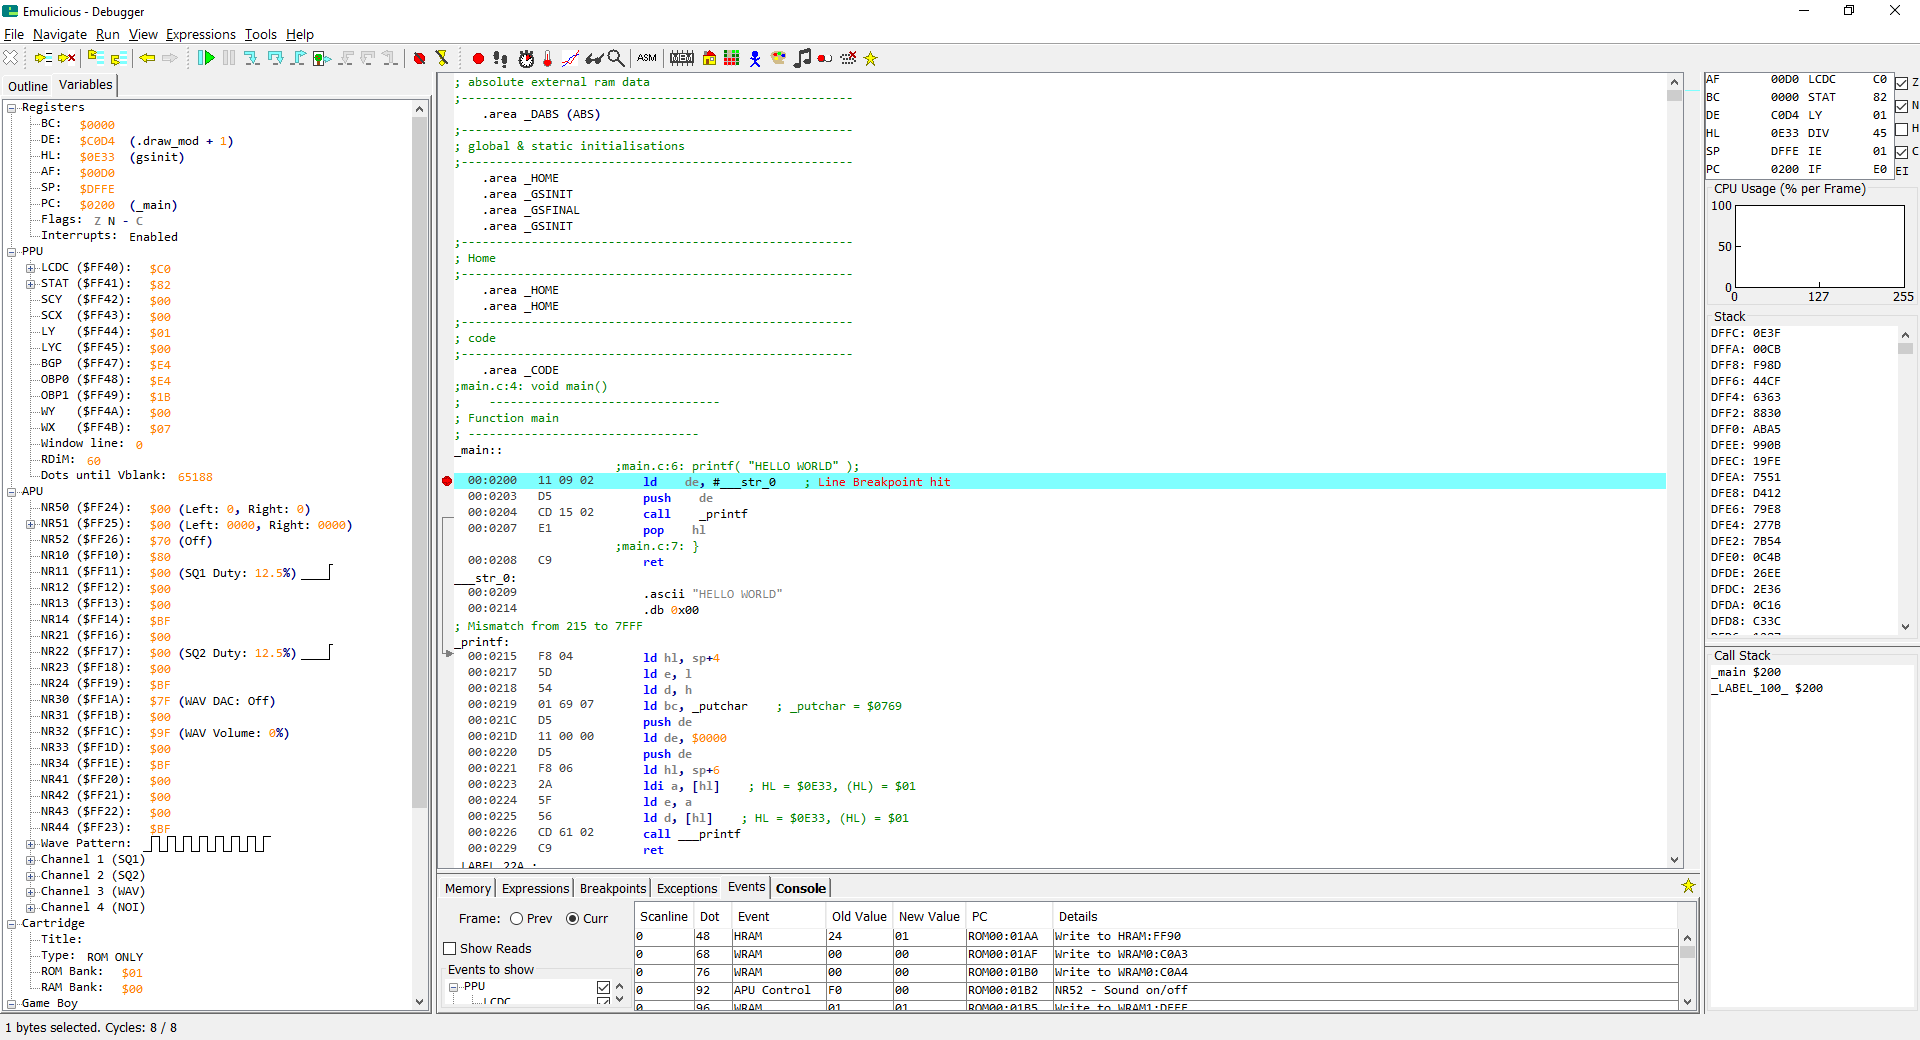 Emulicious - Debugger
File Navigate Run View Expressions Tools Help
ASM MEM
Outline Variables
Registers
BC: $0000
DE: $C0D4 (.draw_mod + 1)
HL: $0E33 (gsinit)
AF: $00D0
SP: $DFFE
PC: $0200 (_main)
Flags: Z N - C
Interrupts: Enabled
PPU
LCDC ($FF40): $C0
STAT ($FF41): $82
SCY ($FF42): $00
SCX ($FF43): $00
LY ($FF44): $01
LYC ($FF45): $00
BGP ($FF47): $E4
OBP0 ($FF48): $E4
OBP1 ($FF49): $1B
WY ($FF4A): $00
WX ($FF4B): $07
Window line: 0
RDiM: 60
Dots until Vblank: 65188
APU
NR50 ($FF24): $00 (Left: 0, Right: 0)
NR51 ($FF25): $00 (Left: 0000, Right: 0000)
NR52 ($FF26): $70 (Off)
NR10 ($FF10): $80
NR11 ($FF11): $00 (SQ1 Duty: 12.5%)
NR12 ($FF12): $00
NR13 ($FF13): $00
NR14 ($FF14): $BF
NR21 ($FF16): $00
NR22 ($FF17): $00 (SQ2 Duty: 12.5%)
NR23 ($FF18): $00
NR24 ($FF19): $BF
NR30 ($FF1A): $7F (WAV DAC: Off)
NR31 ($FF1B): $00
NR32 ($FF1C): $9F (WAV Volume: 0%)
NR33 ($FF1D): $00
NR34 ($FF1E): $BF
NR41 ($FF20): $00
NR42 ($FF21): $00
NR43 ($FF22): $00
NR44 ($FF23): $BF
Wave Pattern:
Channel 1 (SQ1)
Channel 2 (SQ2)
Channel 3 (WAV)
Channel 4 (NOI)
Cartridge
Title:
Type: ROM ONLY
ROM Bank: $01
RAM Bank: $00
Game Boy
; absolute external ram data
;--------------------------------------------------------
.area _DABS (ABS)
;--------------------------------------------------------
; global & static initialisations
;--------------------------------------------------------
.area _HOME
.area _GSINIT
.area _GSFINAL
.area _GSINIT
;--------------------------------------------------------
; Home
;--------------------------------------------------------
.area _HOME
.area _HOME
;--------------------------------------------------------
; code
;--------------------------------------------------------
.area _CODE
;main.c:4: void main()
; ---------------------------------
; Function main
; ---------------------------------
_main::
;main.c:6: printf( "HELLO WORLD" );
00:0200 11 09 02 ld de, #___str_0 ; Line Breakpoint hit
00:0203 D5 push de
00:0204 CD 15 02 call _printf
00:0207 E1 pop hl
;main.c:7: }
00:0208 C9 ret
___str_0:
00:0209 .ascii "HELLO WORLD"
00:0214 .db 0x00
; Mismatch from 215 to 7FFF
_printf:
00:0215 F8 04 ld hl, sp+4
00:0217 5D ld e, l
00:0218 54 ld d, h
00:0219 01 69 07 ld bc, _putchar ; _putchar = $0769
00:021C D5 push de
00:021D 11 00 00 ld de, $0000
00:0220 D5 push de
00:0221 F8 06 ld hl, sp+6
00:0223 2A ldi a, [hl] ; HL = $0E33, (HL) = $01
00:0224 5F ld e, a
00:0225 56 ld d, [hl] ; HL = $0E33, (HL) = $01
00:0226 CD 61 02 call ___printf
00:0229 C9 ret
_LABEL_22A_:
Memory Expressions Breakpoints Exceptions Events Console
Frame: Prev Curr
Show Reads
Events to show
PPU
LCDC
Scanline Dot Event Old Value New Value PC Details
0 48 HRAM 24 01 ROM00:01AA Write to HRAM:FF90
0 68 WRAM 00 00 ROM00:01AF Write to WRAM0:C0A3
0 76 WRAM 00 00 ROM00:01B0 Write to WRAM0:C0A4
0 92 APU Control F0 00 ROM00:01B2 NR52 - Sound on/off
0 96 WRAM 01 01 ROM00:01B5 Write to WRAM1:DFFF
AF 00D0 LCDC C0 Z
BC 0000 STAT 82 N
DE C0D4 LY 01 H
HL 0E33 DIV 45 C
SP DFFE IE 01
PC 0200 IF E0 EI
CPU Usage (% per Frame)
100
50
0
0 127 255
Stack
DFFC: 0E3F
DFFA: 00CB
DFF8: F98D
DFF6: 44CF
DFF4: 6363
DFF2: 8830
DFF0: ABA5
DFEE: 990B
DFEC: 19FE
DFEA: 7551
DFE8: D412
DFE6: 79E8
DFE4: 277B
DFE2: 7B54
DFE0: 0C4B
DFDE: 26EE
DFDC: 2E36
DFDA: 0C16
DFD8: C33C
Call Stack
_main $200
_LABEL_100_ $200
1 bytes selected. Cycles: 8 / 8